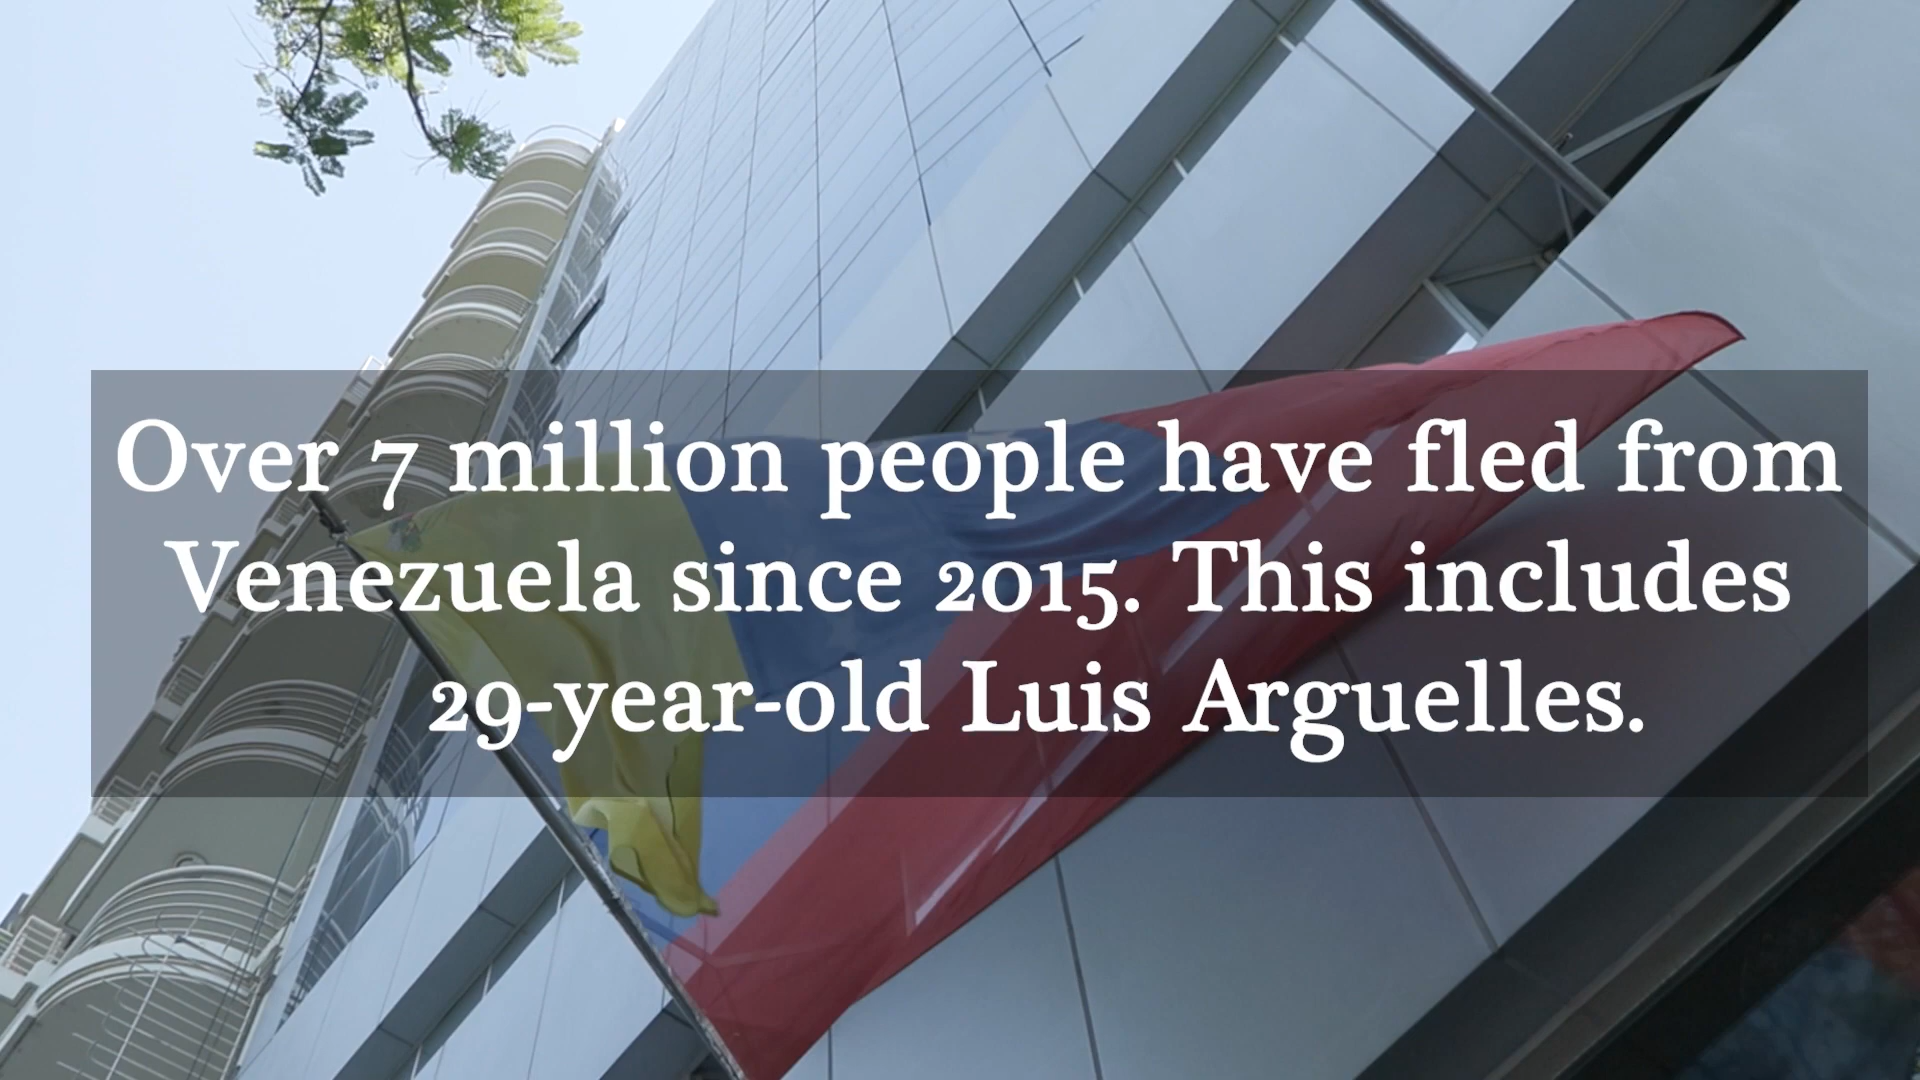 Over 7 million people have fled from
Venezuela since 2015. This includes
29-year-old Luis Arguelles.